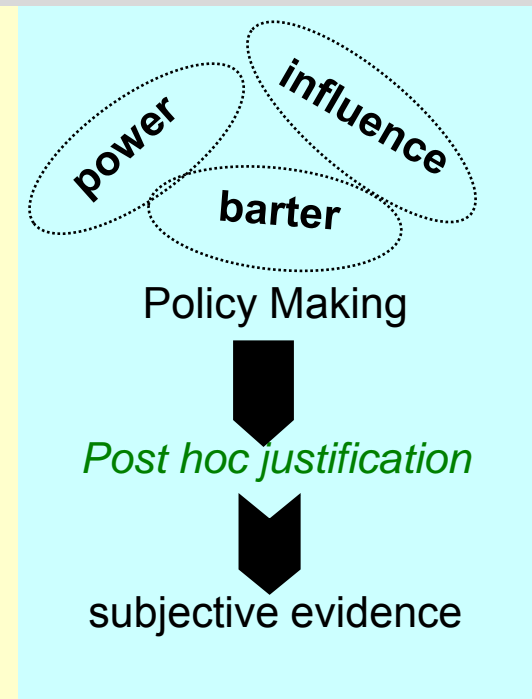 power
influence
barter
Policy Making
Post hoc justification
subjective evidence